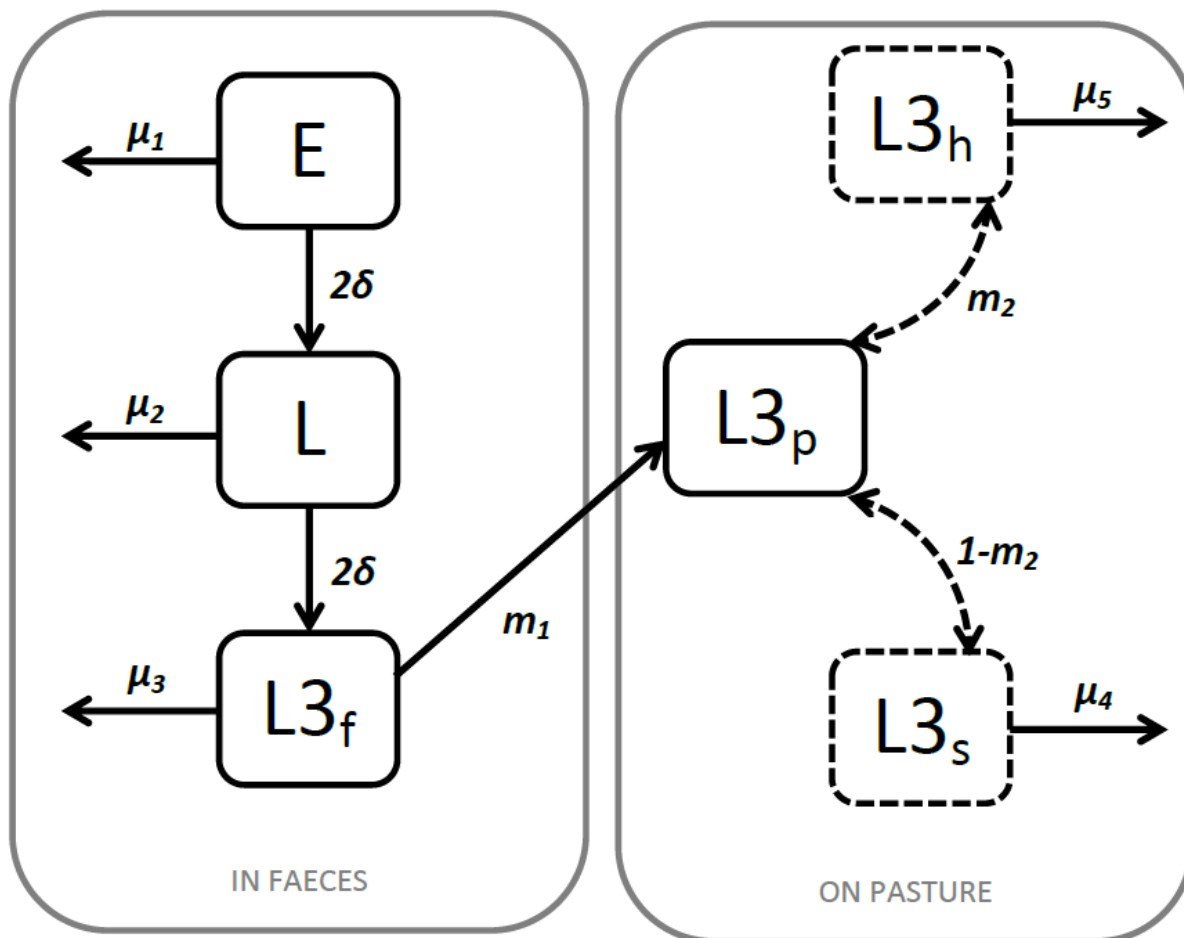 E
μ₁
2δ
L
μ₂
2δ
L3f
μ₃
m₁
IN FAECES
L3h
μ₅
m₂
L3p
1-m₂
L3s
μ₄
ON PASTURE